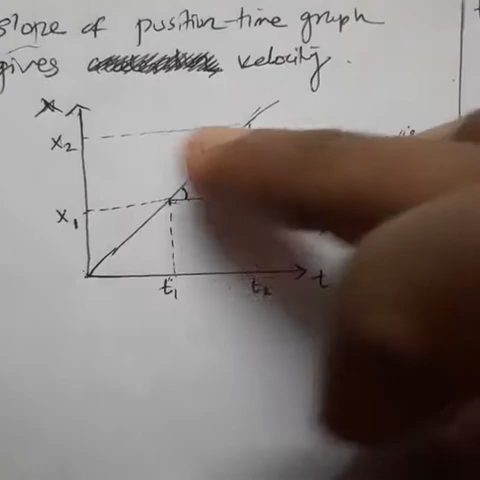 slope of position-time graph
gives velocity.
x
x2
x1
t1 t2 t